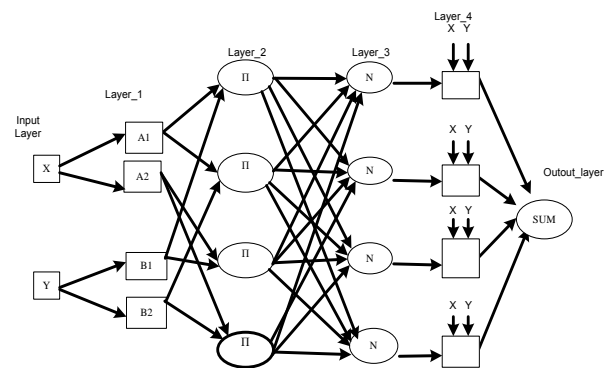 Layer_4
X Y
Layer_2
Layer_3
Π
N
Input
Layer
Layer_1
A1
X Y
Outout_layer
X
A2
Π
N
SUM
X Y
B1
Π
N
Y
B2
X Y
Π
N